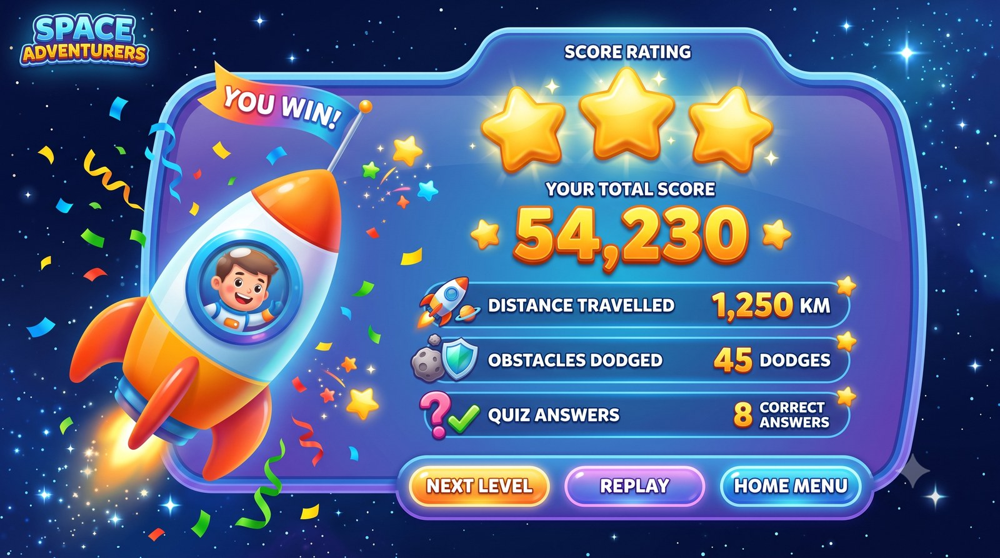 SPACE
ADVENTURERS
YOU WIN!
SCORE RATING
YOUR TOTAL SCORE
54,230
DISTANCE TRAVELLED 1,250 KM
OBSTACLES DODGED 45 DODGES
QUIZ ANSWERS 8 CORRECT
ANSWERS
NEXT LEVEL REPLAY HOME MENU